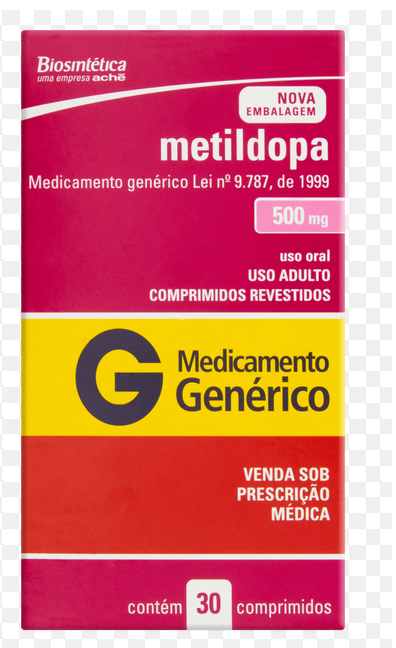 Biosintética
uma empresa achē
NOVA
EMBALAGEM
metildopa
Medicamento genérico Lei nº 9.787, de 1999
500 mg
uso oral
USO ADULTO
COMPRIMIDOS REVESTIDOS
G Medicamento
Genérico
VENDA SOB
PRESCRIÇÃO
MÉDICA
contém 30 comprimidos